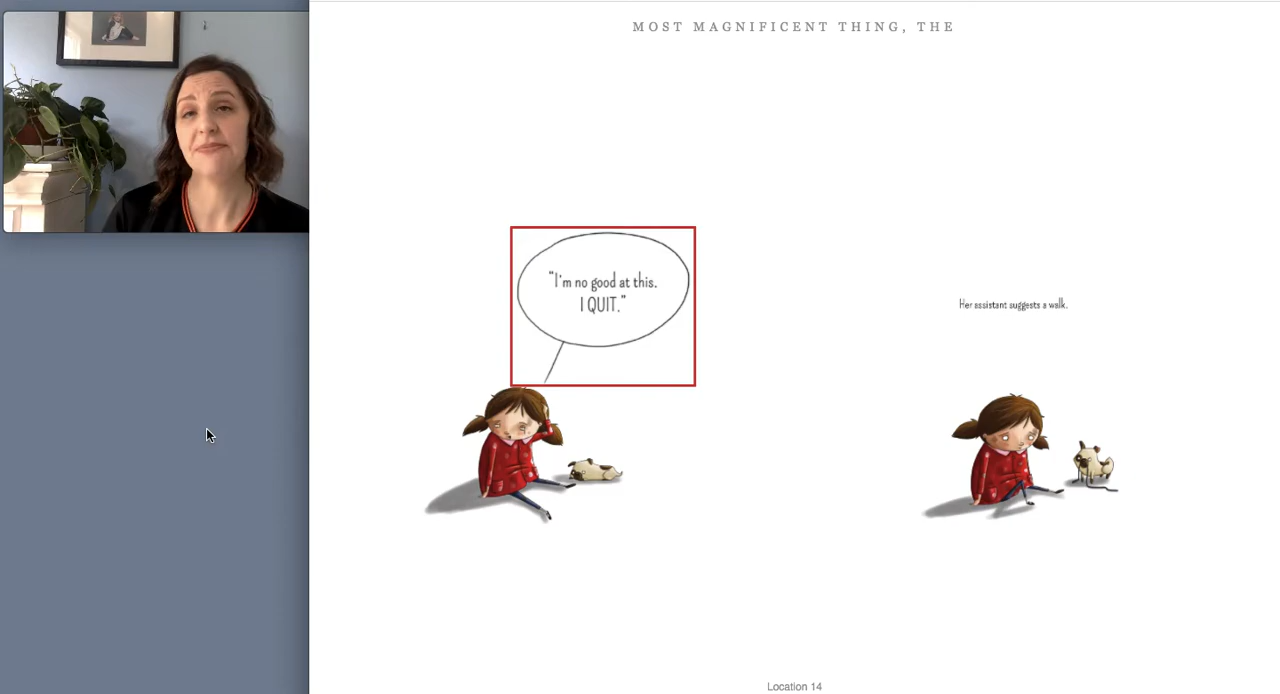 MOST MAGNIFICENT THING, THE
"I'm no good at this.
I QUIT."
Her assistant suggests a walk.
Location 14